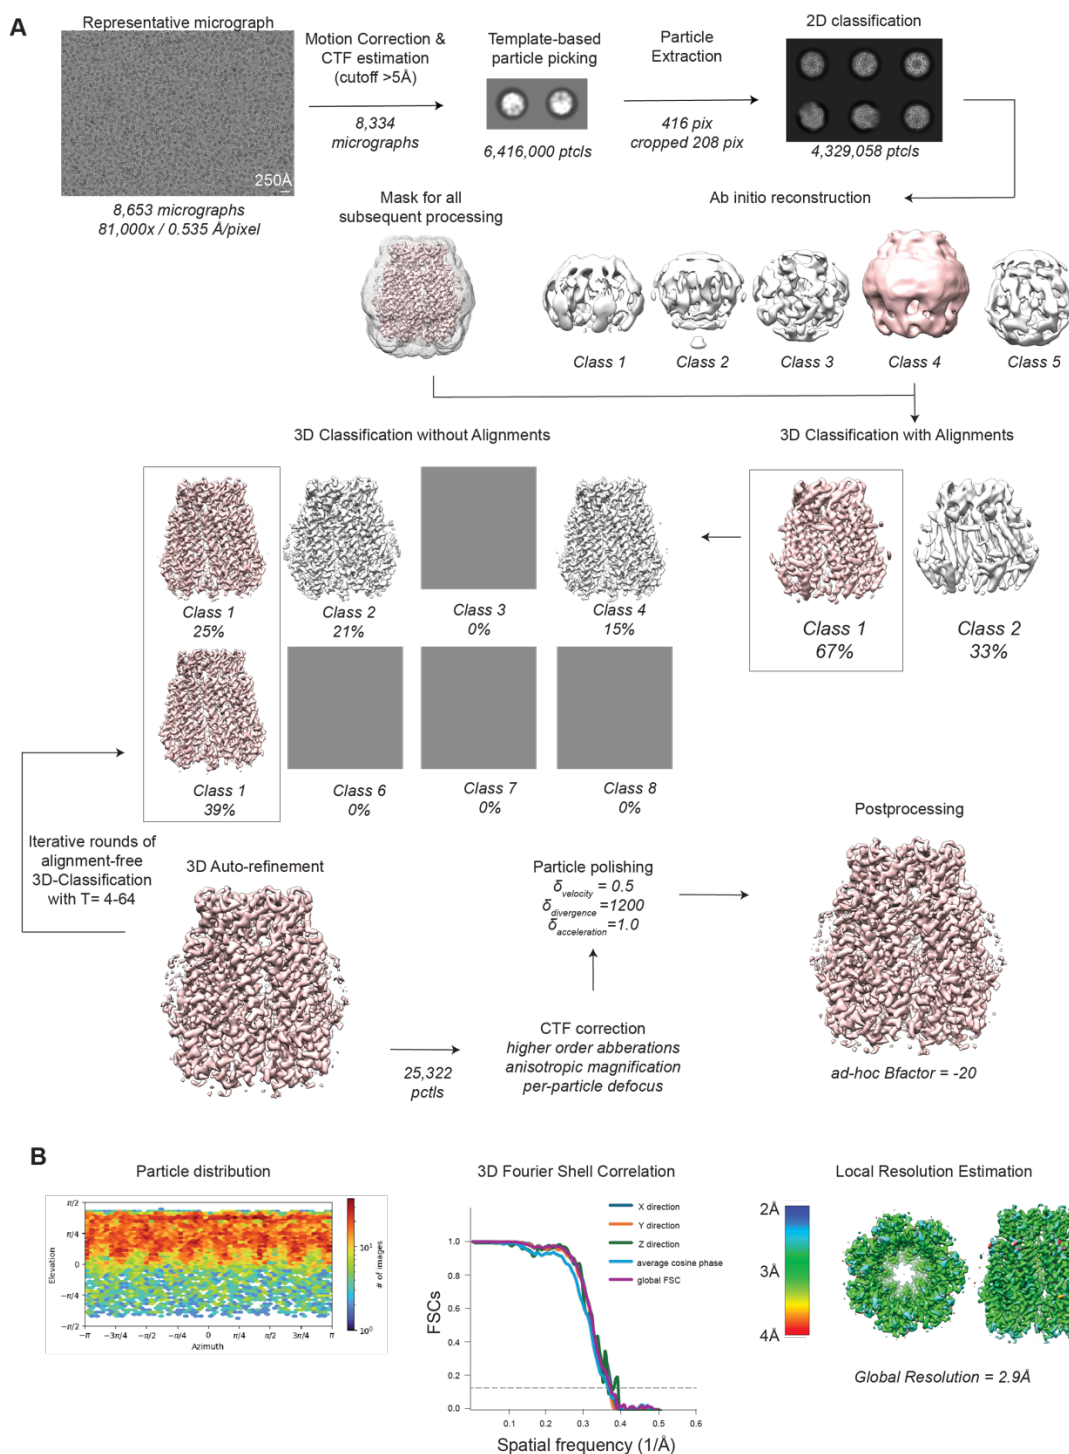 A
Representative micrograph
250Å
8,653 micrographs
81,000x / 0.535 Å/pixel
Motion Correction &
CTF estimation
(cutoff >5Å)
8,334
micrographs
Template-based
particle picking
6,416,000 ptcls
Particle
Extraction
416 pix
cropped 208 pix
2D classification
4,329,058 ptcls
Mask for all
subsequent processing
Ab initio reconstruction
Class 1
Class 2
Class 3
Class 4
Class 5
3D Classification without Alignments
3D Classification with Alignments
Class 1
25%
Class 2
21%
Class 3
0%
Class 4
15%
Class 1
67%
Class 2
33%
Class 1
39%
Class 6
0%
Class 7
0%
Class 8
0%
Iterative rounds of
alignment-free
3D-Classification
with T= 4-64
3D Auto-refinement
25,322
pctls
CTF correction
higher order abberations
anisotropic magnification
per-particle defocus
Particle polishing
δvelocity = 0.5
δdivergence =1200
δacceleration =1.0
Postprocessing
ad-hoc Bfactor = -20
B
Particle distribution
π/2
π/4
0
−π/4
−π/2
Elevation
−π
−3π/4
−π/2
−π/4
0
π/4
π/2
3π/4
π
Azimuth
10¹
10⁰
# of images
3D Fourier Shell Correlation
X direction
Y direction
Z direction
average cosine phase
global FSC
1.0
0.8
0.6
0.4
0.2
0.0
FSCs
0.1
0.2
0.3
0.4
0.5
0.6
Spatial frequency (1/Å)
Local Resolution Estimation
2Å
3Å
4Å
Global Resolution = 2.9Å